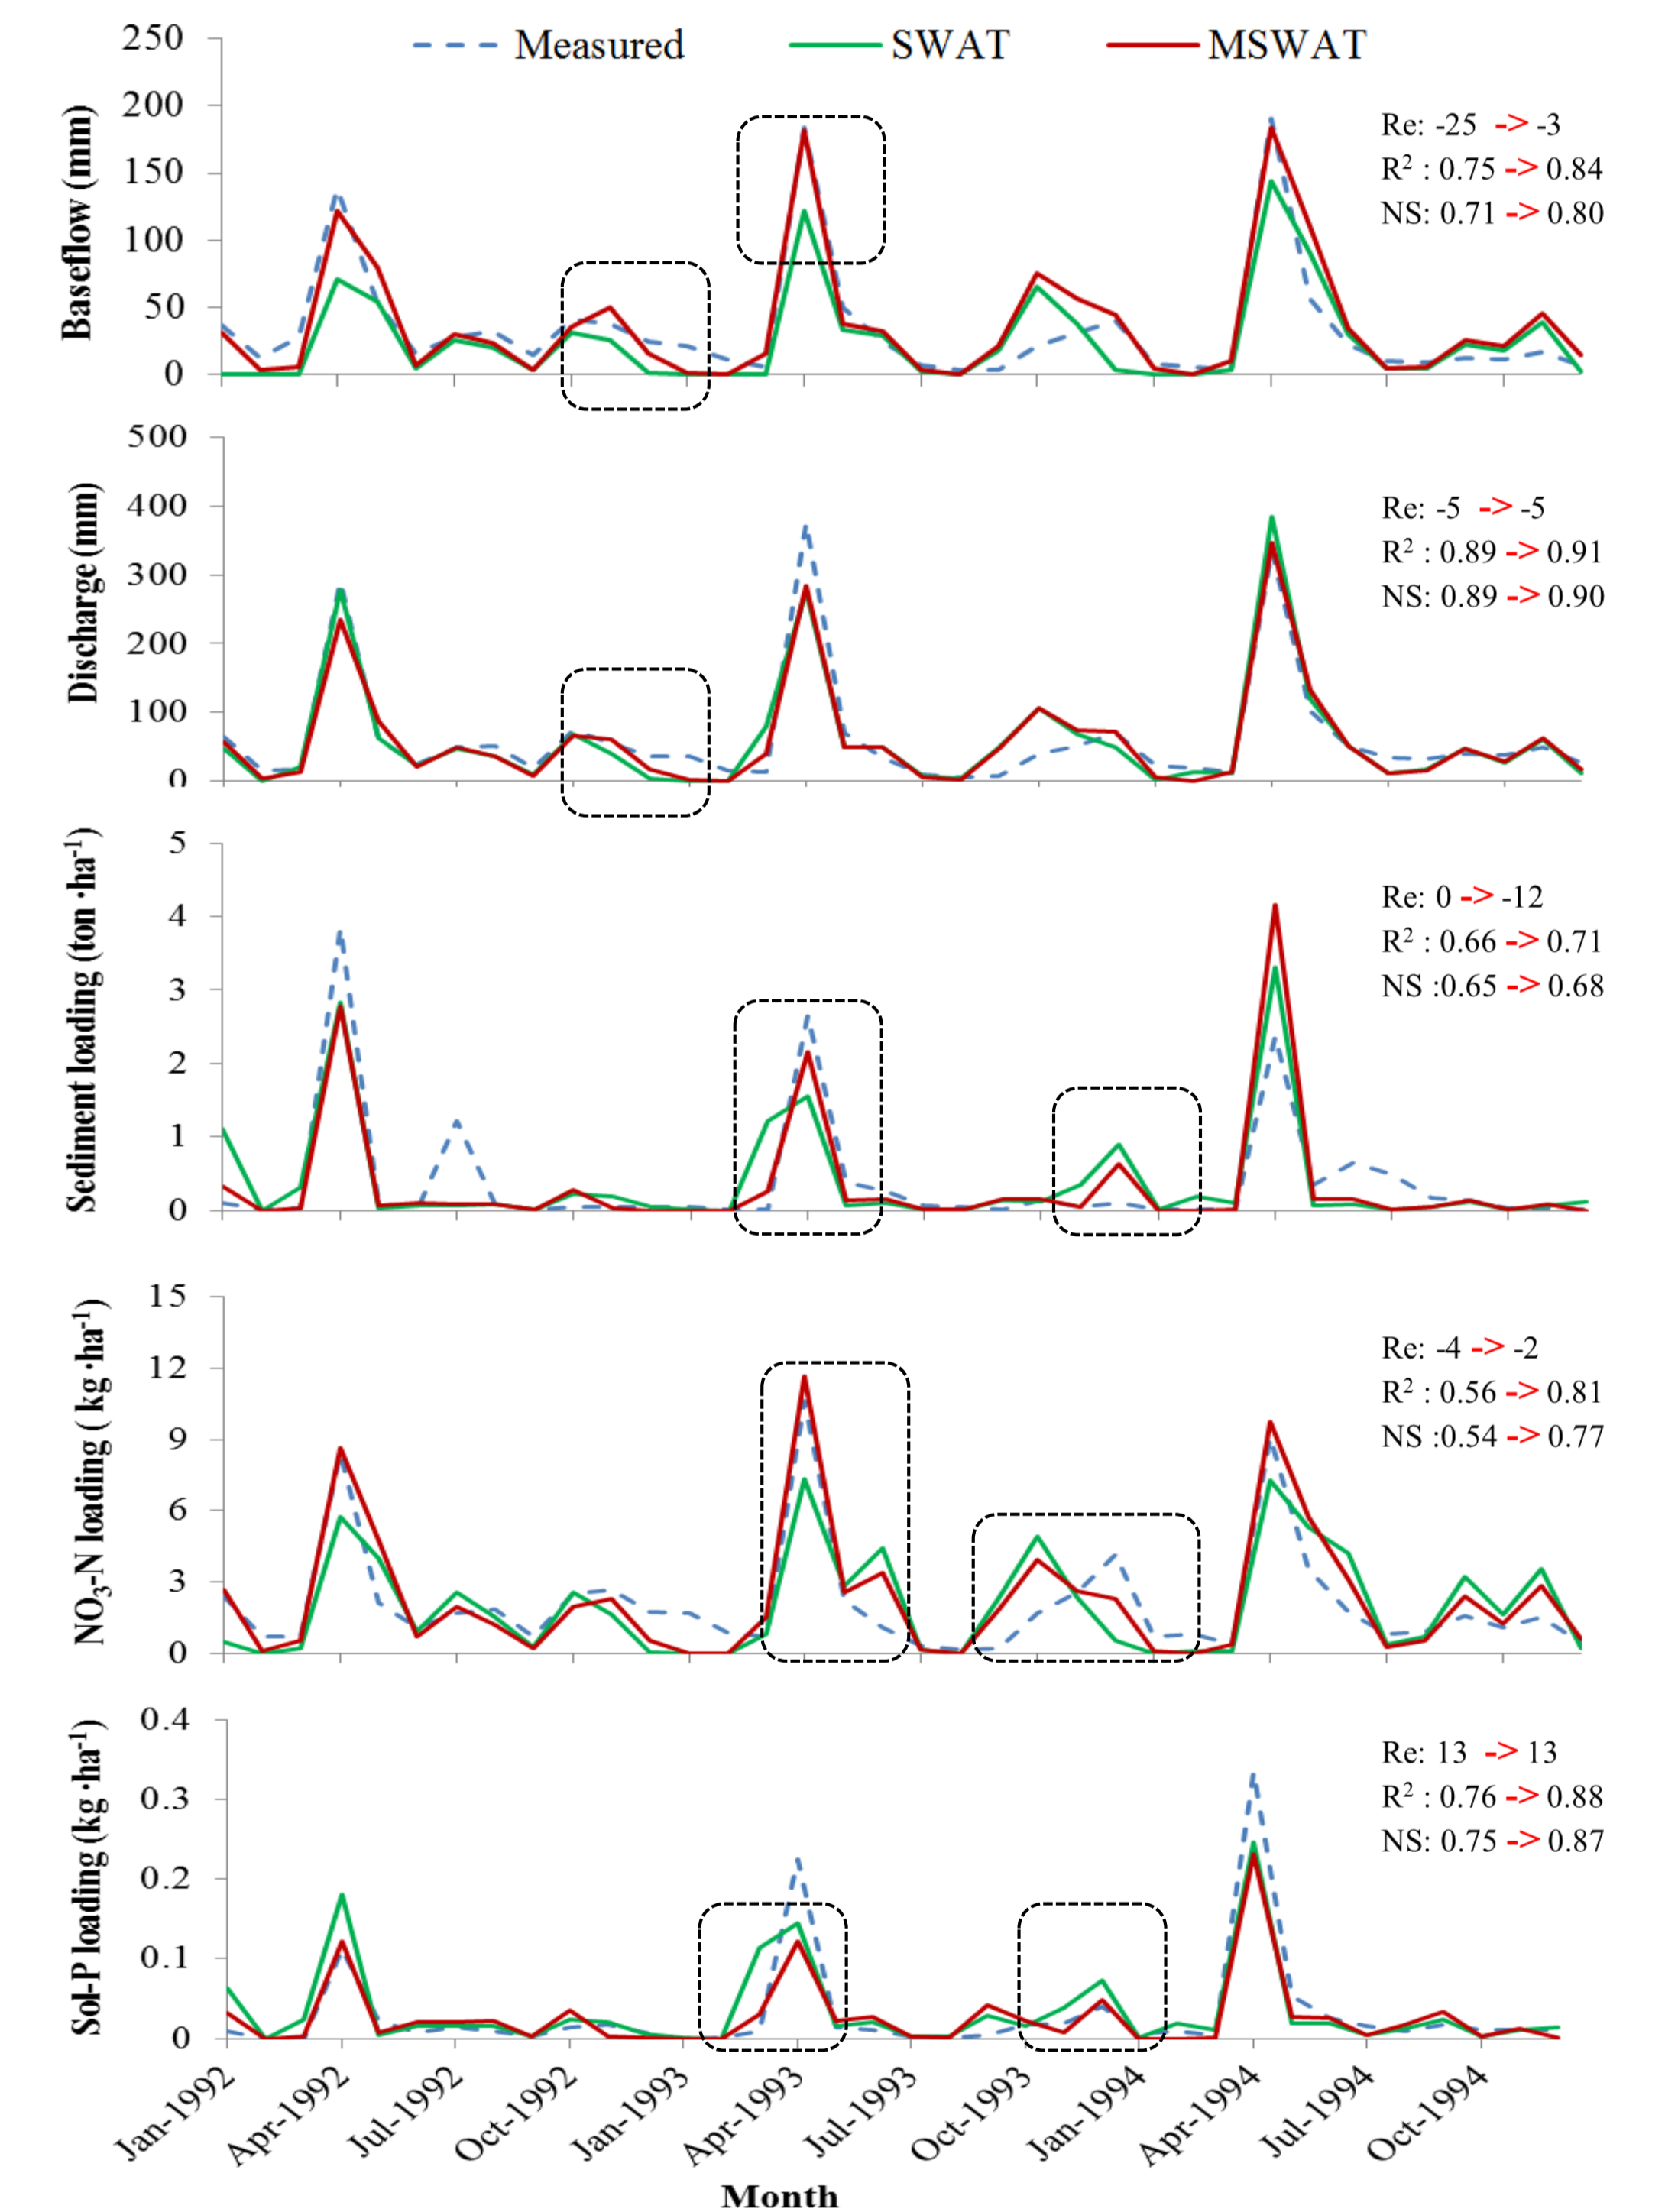 Measured SWAT MSWAT
Baseflow (mm)
250
200
150
100
50
0
Re: -25 -> -3
R² : 0.75 -> 0.84
NS: 0.71 -> 0.80
Discharge (mm)
500
400
300
200
100
0
Re: -5 -> -5
R² : 0.89 -> 0.91
NS: 0.89 -> 0.90
Sediment loading (ton ·ha⁻¹)
5
4
3
2
1
0
Re: 0 -> -12
R² : 0.66 -> 0.71
NS :0.65 -> 0.68
NO₃-N loading ( kg ·ha⁻¹)
15
12
9
6
3
0
Re: -4 -> -2
R² : 0.56 -> 0.81
NS :0.54 -> 0.77
Sol-P loading (kg ·ha⁻¹)
0.4
0.3
0.2
0.1
0
Re: 13 -> 13
R² : 0.76 -> 0.88
NS: 0.75 -> 0.87
Jan-1992
Apr-1992
Jul-1992
Oct-1992
Jan-1993
Apr-1993
Jul-1993
Oct-1993
Jan-1994
Apr-1994
Jul-1994
Oct-1994
Month